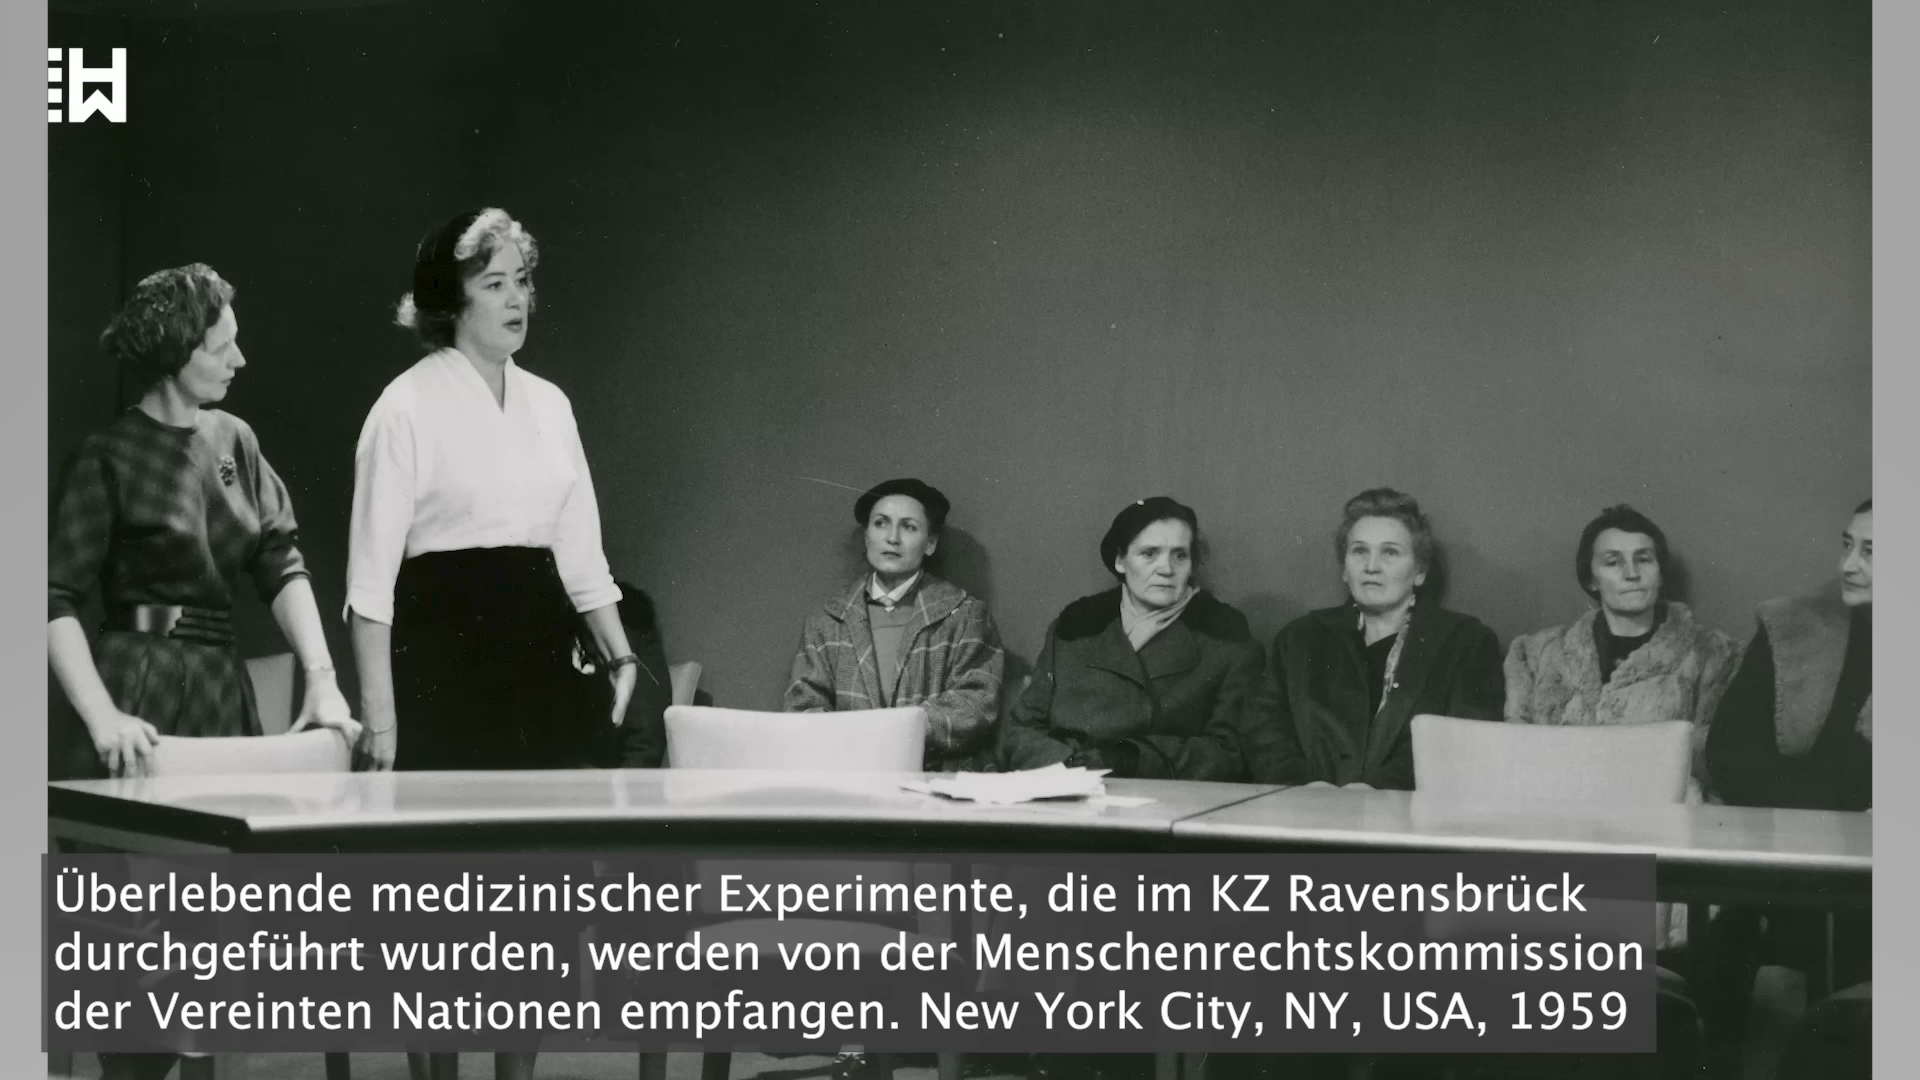 EHW
Überlebende medizinischer Experimente, die im KZ Ravensbrück
durchgeführt wurden, werden von der Menschenrechtskommission
der Vereinten Nationen empfangen. New York City, NY, USA, 1959